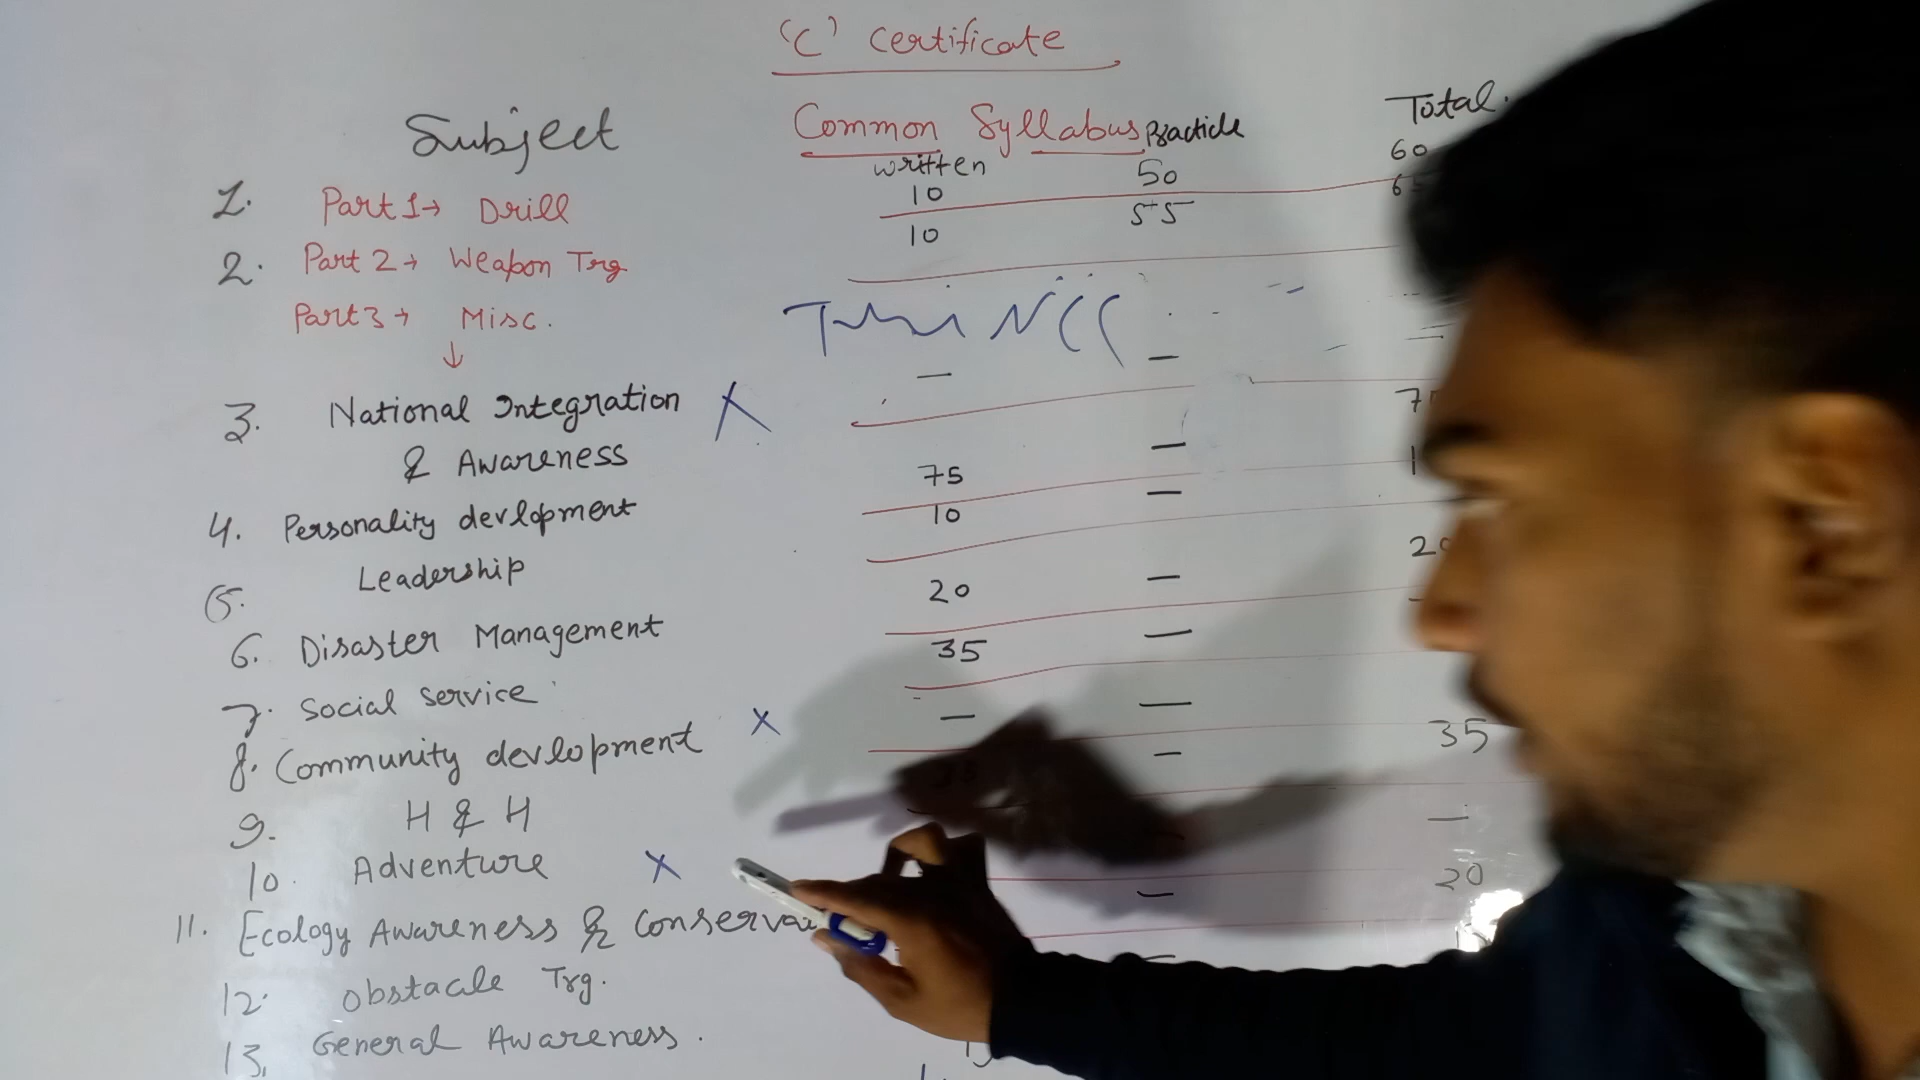 'C' Certificate
Subject Common Syllabus Practicle Total.
written 50 60
1. Part 1→ Drill 10
55
2. Part 2→ Weapon Trg 10
Part 3→ Misc.
NCC
— —
3. National Integration X
& Awareness 75 —
4. Personality devlopment 10 —
5. Leadership 20 —
6. Disaster Management 35 —
7. Social service — —
8. Community devlopment X — 35
9. H & H —
10. Adventure X — 20
11. Ecology Awareness & Conserva
12. Obstacle Trg.
13. General Awareness.